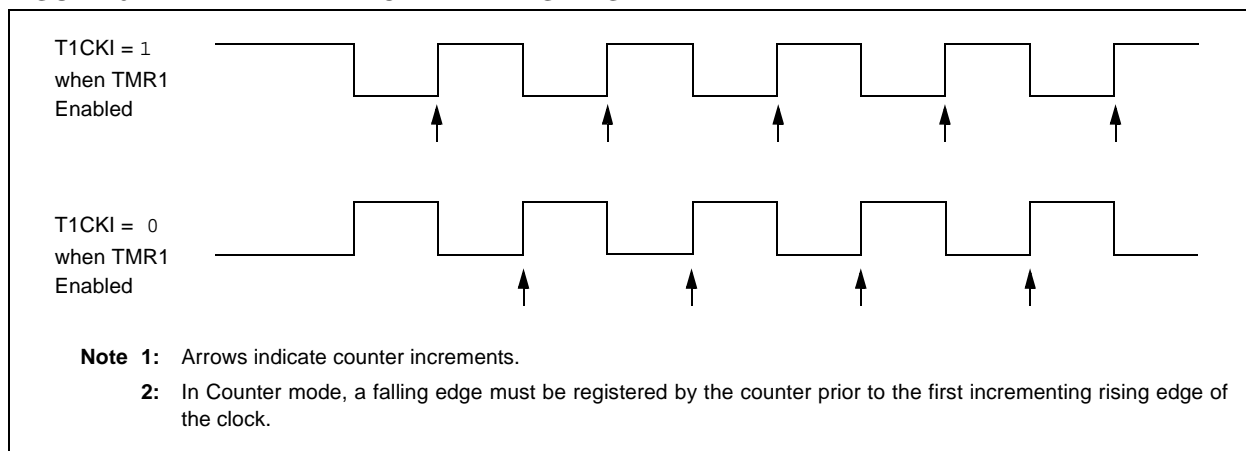 T1CKI = 1
when TMR1
Enabled
T1CKI = 0
when TMR1
Enabled
Note 1: Arrows indicate counter increments.
2: In Counter mode, a falling edge must be registered by the counter prior to the first incrementing rising edge of
the clock.